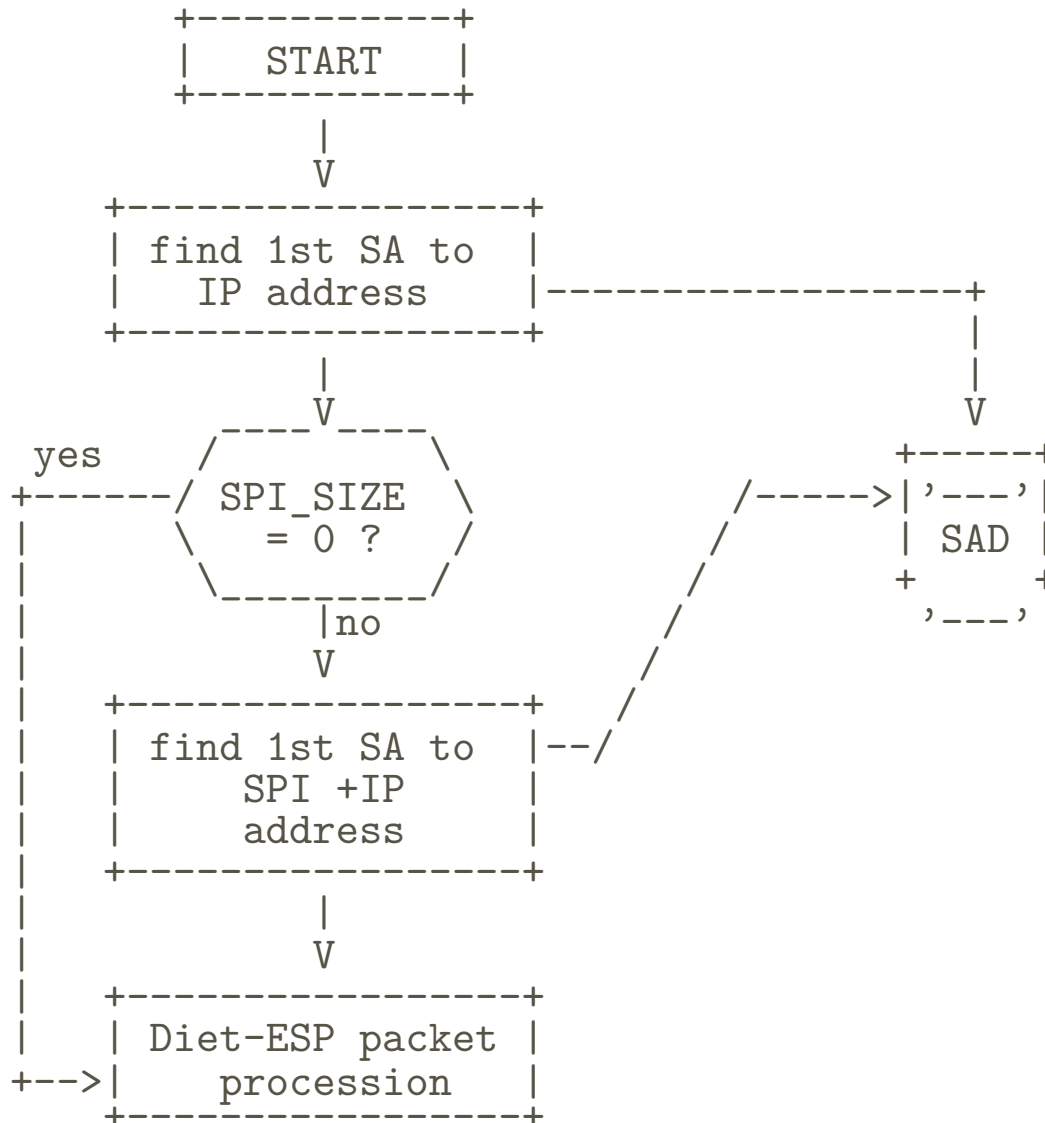 START
find 1st SA to
IP address
yes
SPI_SIZE
= 0 ?
SAD
no
find 1st SA to
SPI +IP
address
Diet-ESP packet
procession